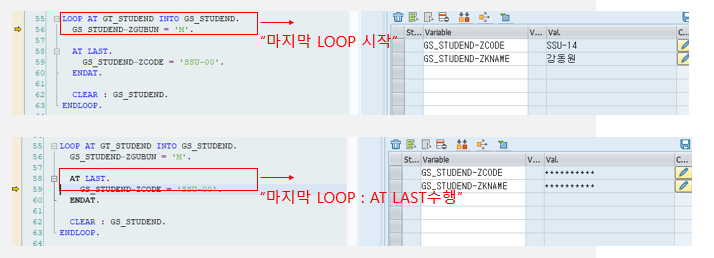 55 LOOP AT GT_STUDEND INTO GS_STUDEND.
56 GS_STUDEND-ZGUBUN = 'M'.
57
58 AT LAST.
59 GS_STUDEND-ZCODE = 'SSU-00'.
60 ENDAT.
61
62 CLEAR : GS_STUDEND.
63 ENDLOOP.
"마지막 LOOP 시작"
St... Variable V... Val. C...
GS_STUDEND-ZCODE SSU-14
GS_STUDEND-ZKNAME 강동원
55 LOOP AT GT_STUDEND INTO GS_STUDEND.
56 GS_STUDEND-ZGUBUN = 'M'.
57
58 AT LAST.
59 GS_STUDEND-ZCODE = 'SSU-00'.
60 ENDAT.
61
62 CLEAR : GS_STUDEND.
63 ENDLOOP.
64
"마지막 LOOP : AT LAST수행"
St... Variable V... Val. C...
GS_STUDEND-ZCODE **********
GS_STUDEND-ZKNAME **********